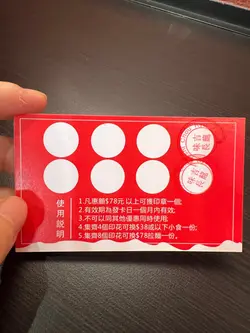 使用説明
1.凡惠顧$78元以上可獲印章一個;
2.有效期為發卡日一個月內有效;
3.不可以同其他優惠同時使用;
4.集齊4個印花可換$38或以下小食一份;
5.集齊8個印花可換$78拉麵一份。